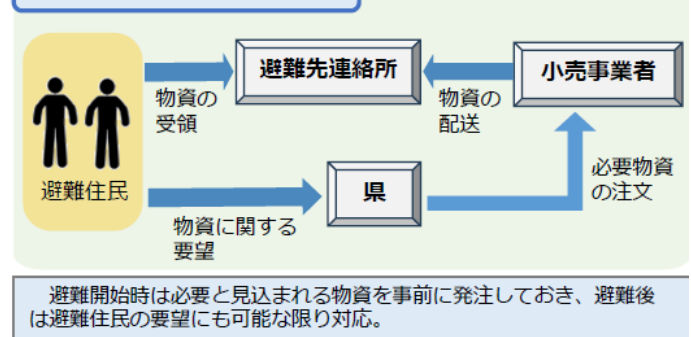 避難先連絡所
小売事業者
物資の
受領
物資の
配送
避難住民
県
必要物資
の注文
物資に関する
要望
避難開始時は必要と見込まれる物資を事前に発注しておき、避難後
は避難住民の要望にも可能な限り対応。